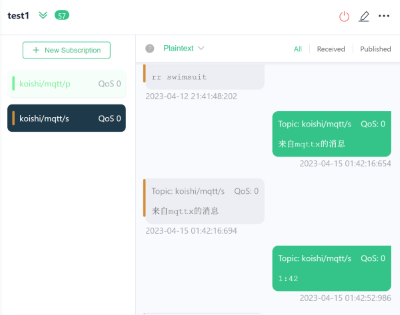 test1
57
+ New Subscription
koishi/mqtt/p QoS 0
koishi/mqtt/s QoS 0
Plaintext
All
Received
Published
rr swimsuit
2023-04-12 21:41:48:202
Topic: koishi/mqtt/s QoS: 0
来自mqttx的消息
2023-04-15 01:42:16:654
Topic: koishi/mqtt/s QoS: 0
来自mqttx的消息
2023-04-15 01:42:16:694
Topic: koishi/mqtt/s QoS: 0
1:42
2023-04-15 01:42:52:986